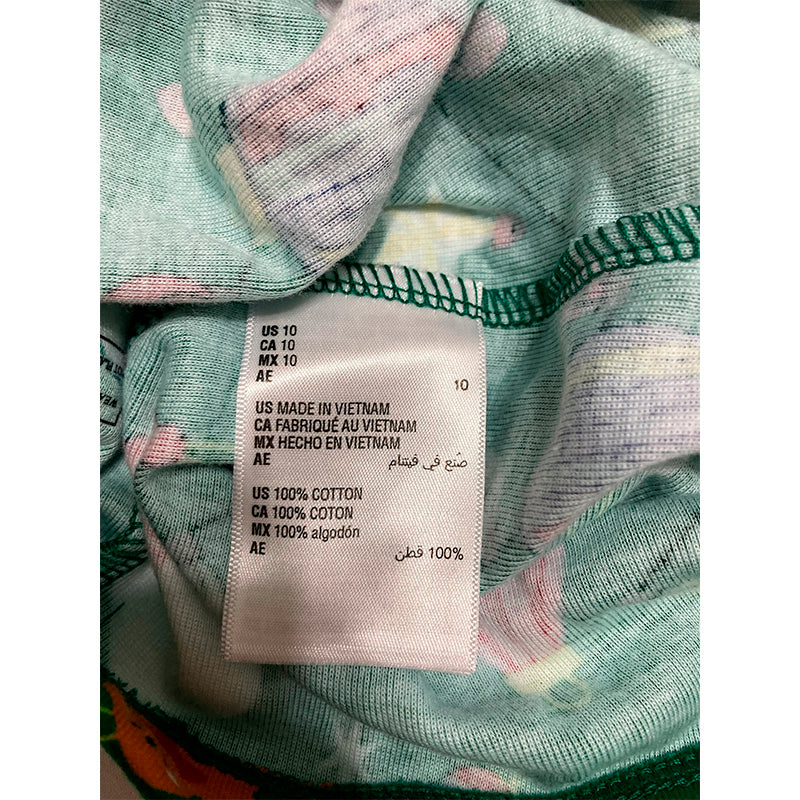 US 10
CA 10
MX 10
AE 10
US MADE IN VIETNAM
CA FABRIQUÉ AU VIETNAM
MX HECHO EN VIETNAM
AE صنع في فيتنام
US 100% COTTON
CA 100% COTON
MX 100% algodón
AE 100% قطن